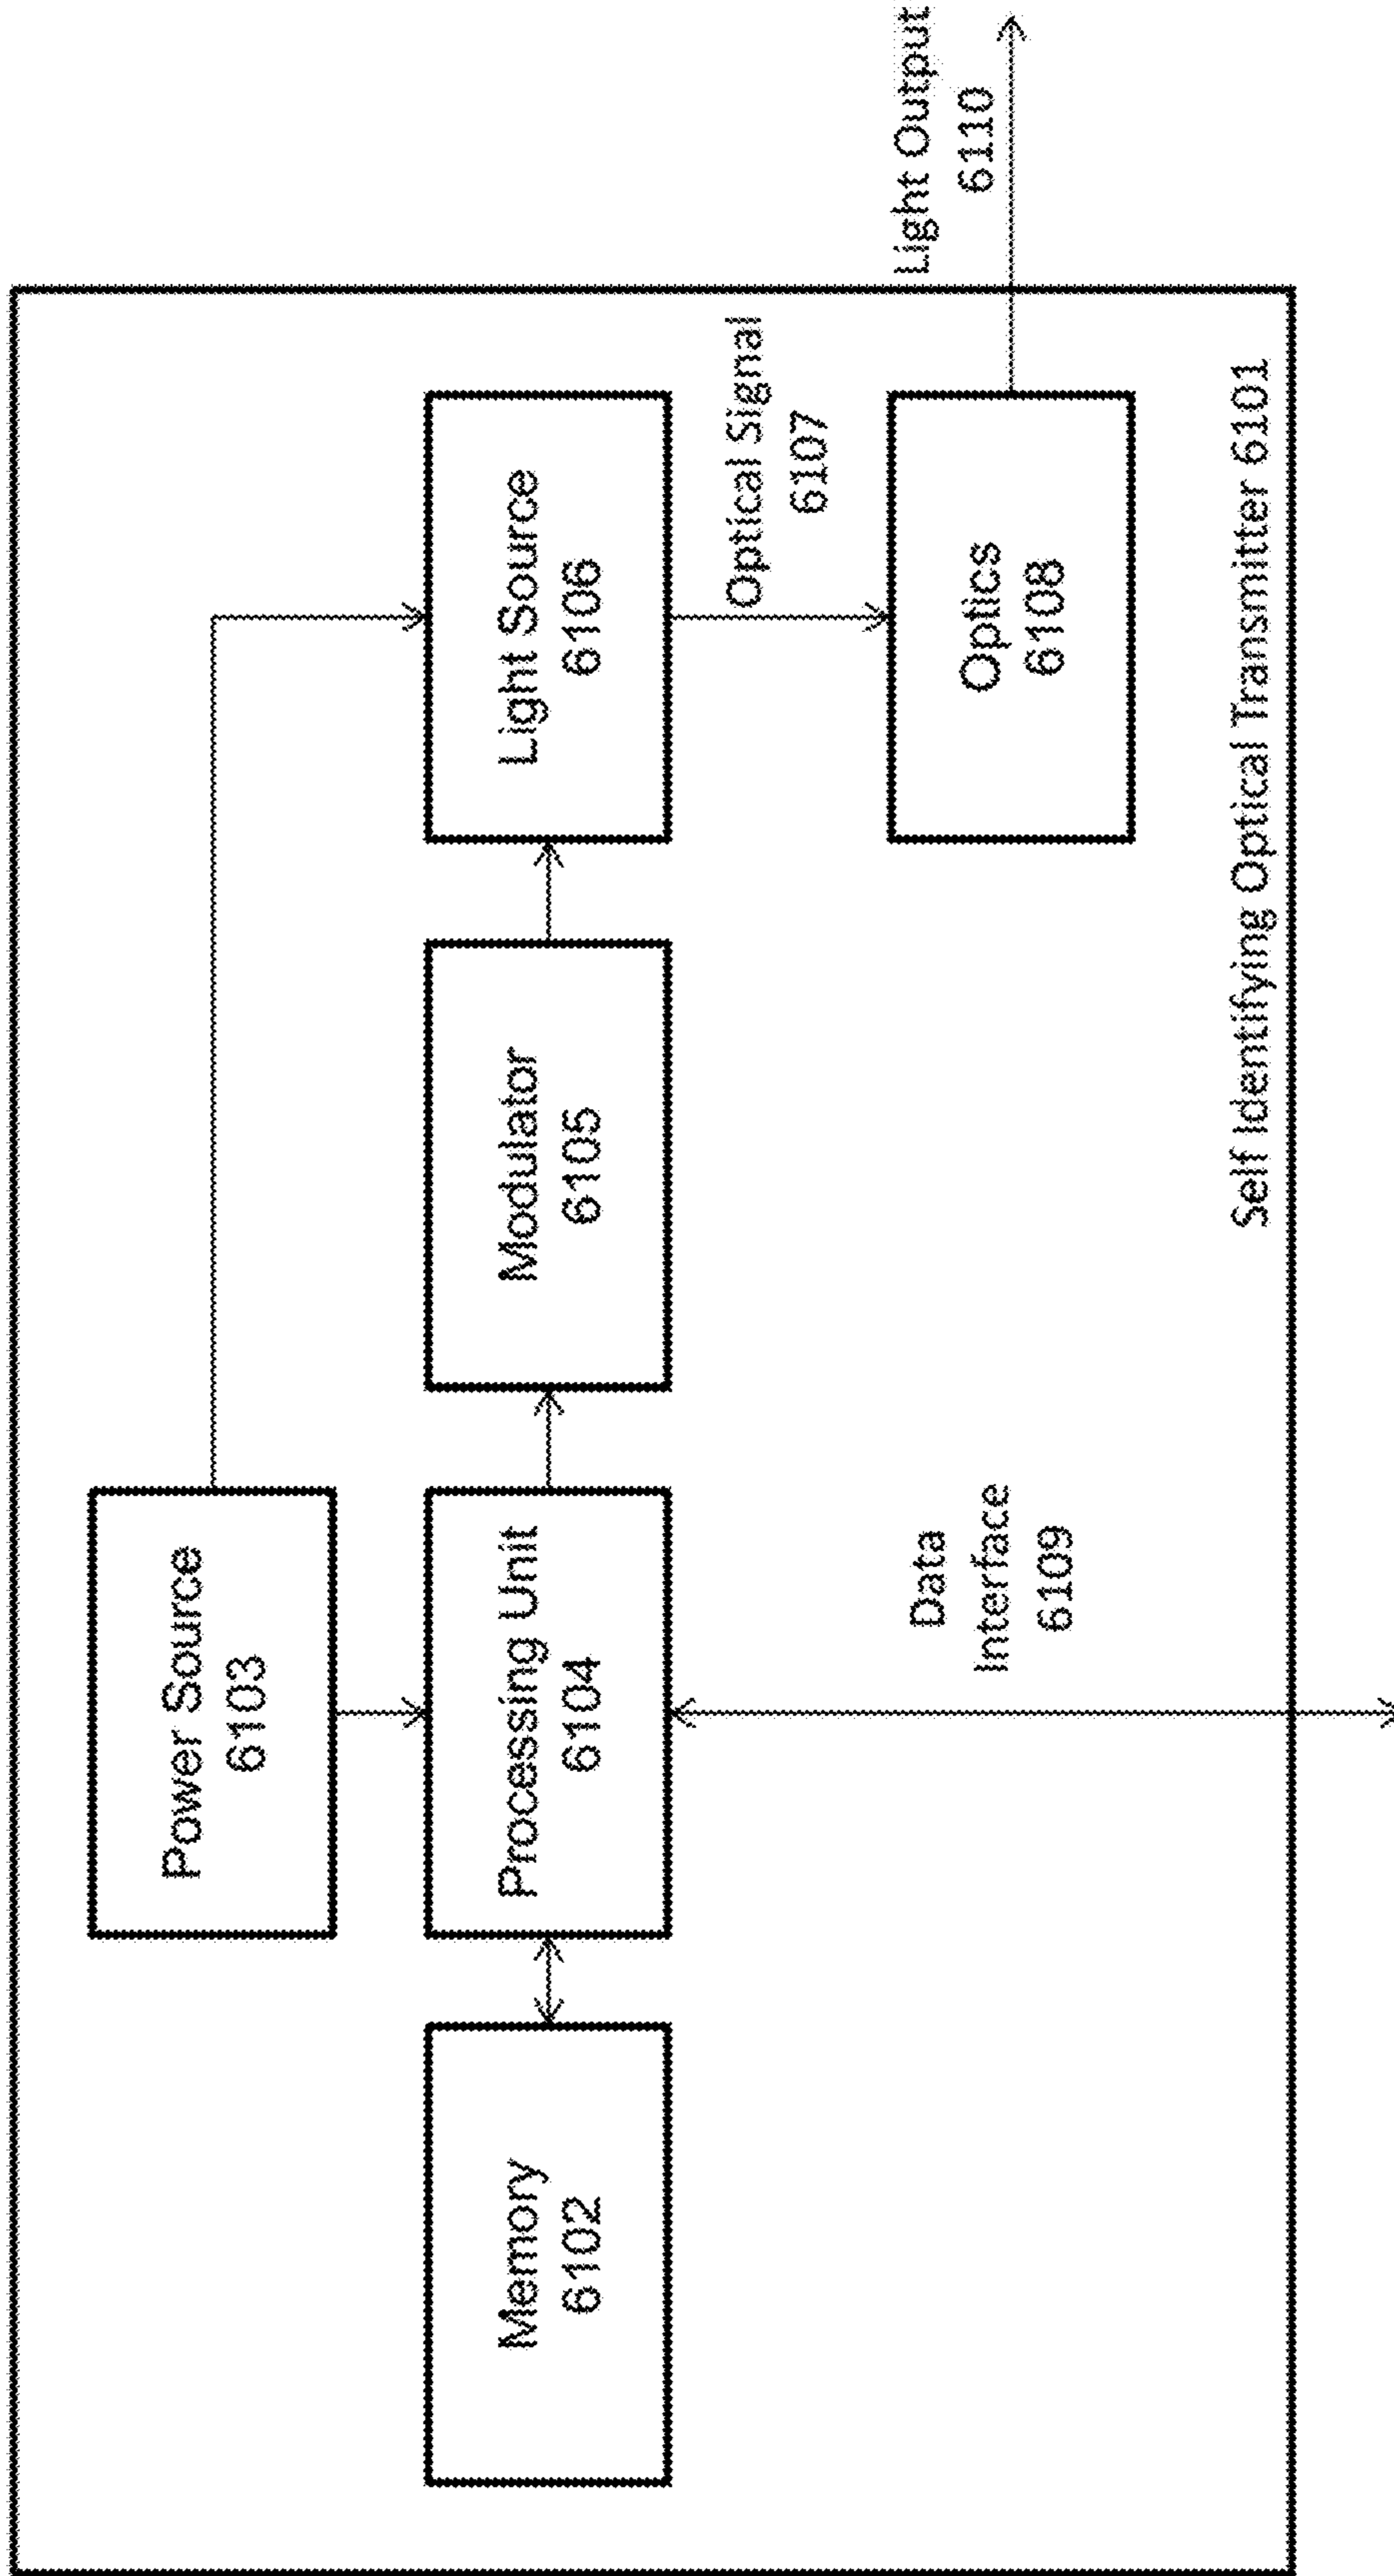 Power Source
6103
Memory
6102
Processing Unit
6104
Modulator
6105
Light Source
6106
Optical Signal
6107
Light Output
6110
Optics
6108
Data
Interface
6109
Self Identifying Optical Transmitter 6101